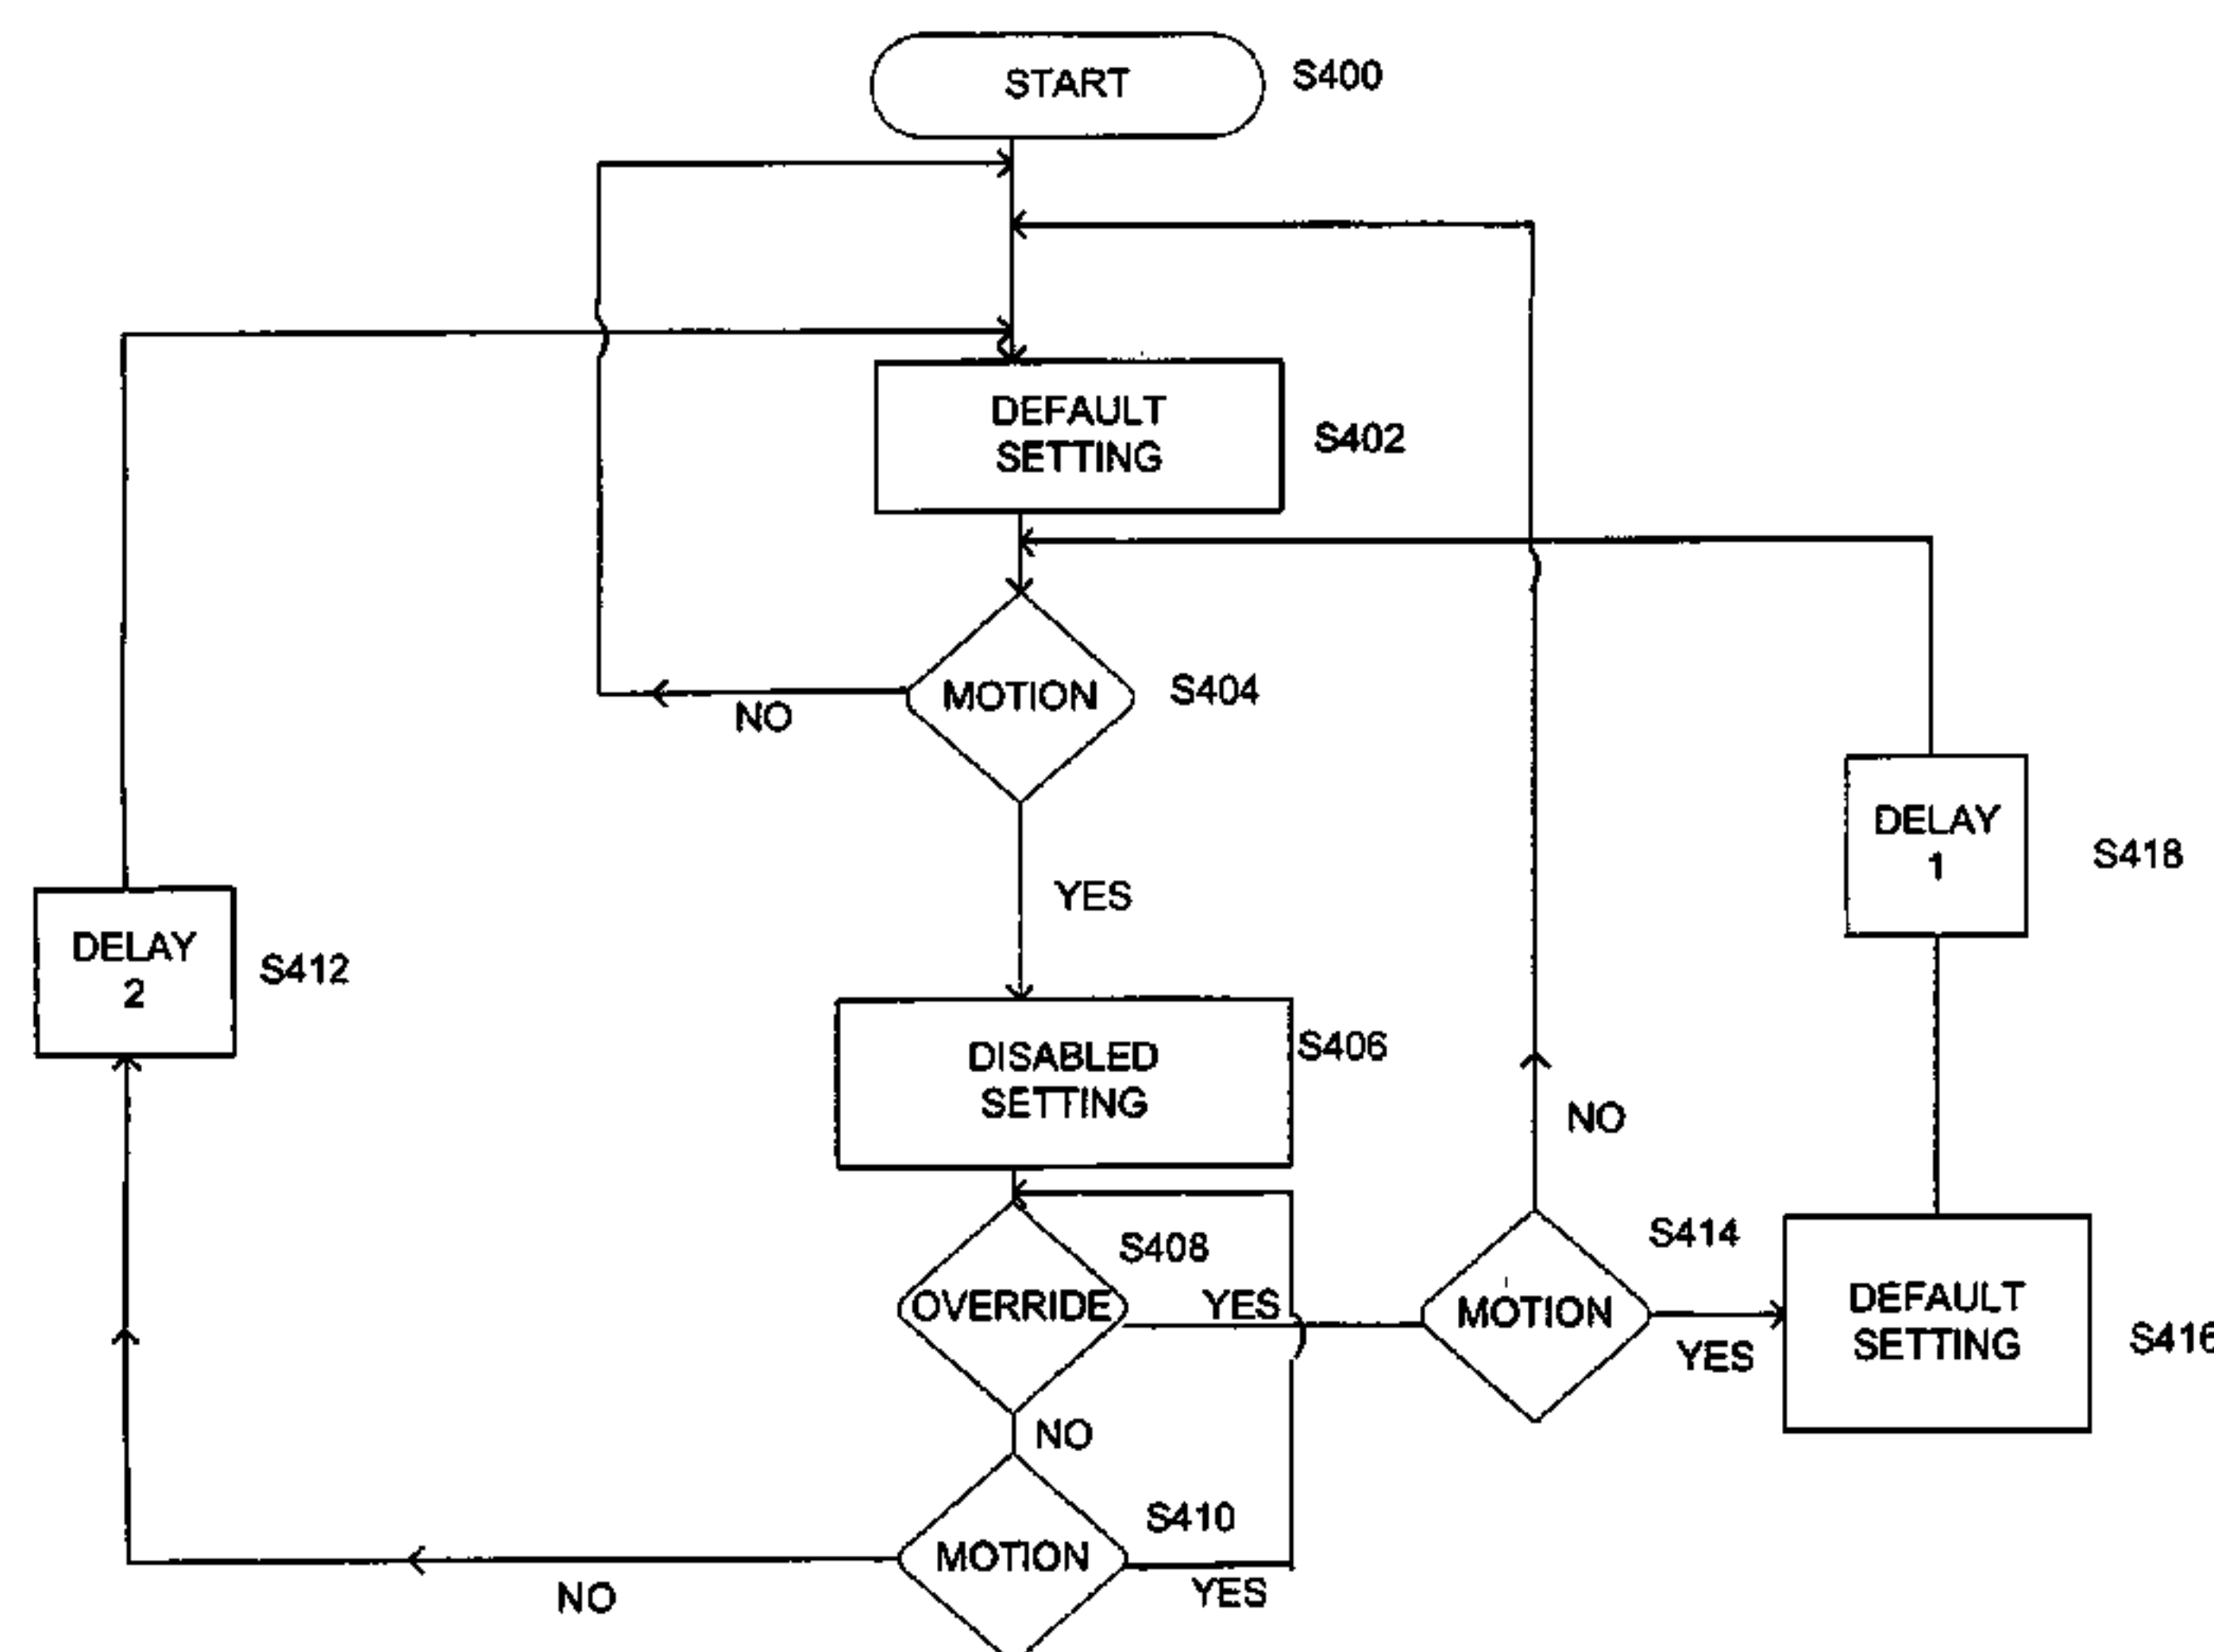 START
S400
DEFAULT
SETTING
S402
MOTION
S404
NO
YES
DELAY
1
S418
DELAY
2
S412
DISABLED
SETTING
S406
NO
OVERRIDE
S408
YES
MOTION
S414
YES
DEFAULT
SETTING
S416
NO
MOTION
S410
YES
NO